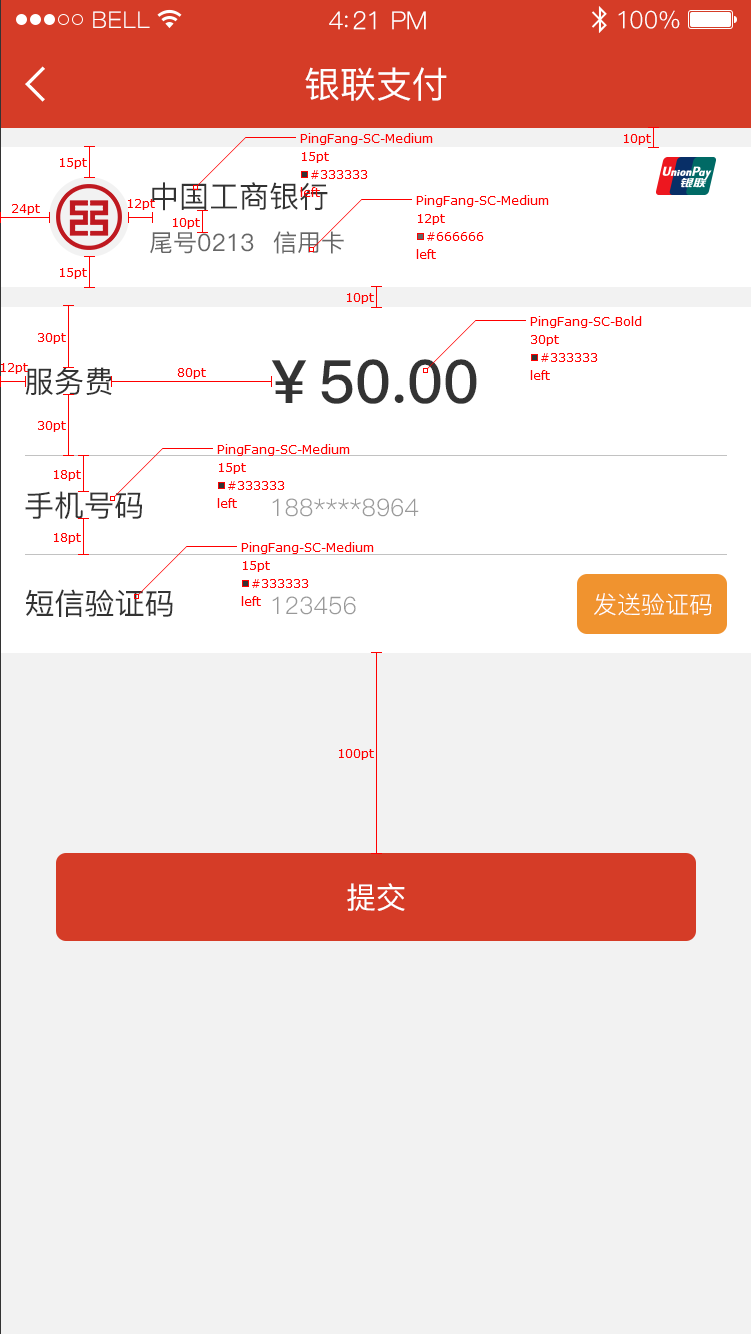 BELL 4:21 PM 100%
银联支付
PingFang-SC-Medium
10pt
15pt
15pt
#333333
left
UnionPay
银联
中国工商银行
PingFang-SC-Medium
24pt
12pt
12pt
10pt
#666666
尾号0213 信用卡
left
15pt
10pt
PingFang-SC-Bold
30pt
30pt
#333333
12pt
80pt
left
服务费
¥50.00
30pt
PingFang-SC-Medium
18pt
15pt
#333333
left
手机号码
188****8964
18pt
PingFang-SC-Medium
15pt
#333333
left
短信验证码
123456
发送验证码
100pt
提交